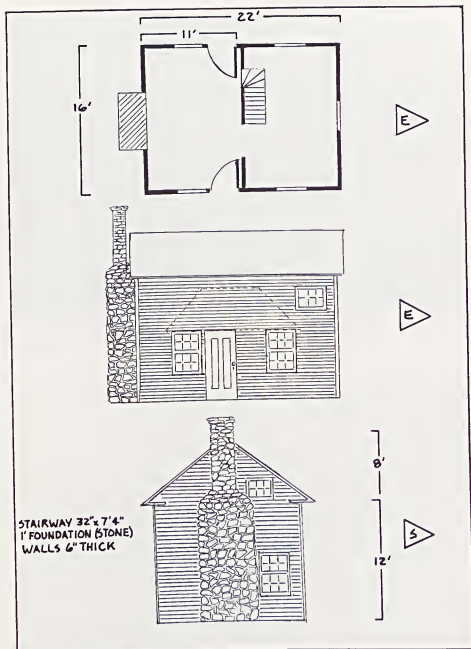 22'
11'
16'
E
E
8'
STAIRWAY 32" x 7'4"
1' FOUNDATION (STONE)
WALLS 6" THICK
S
12'